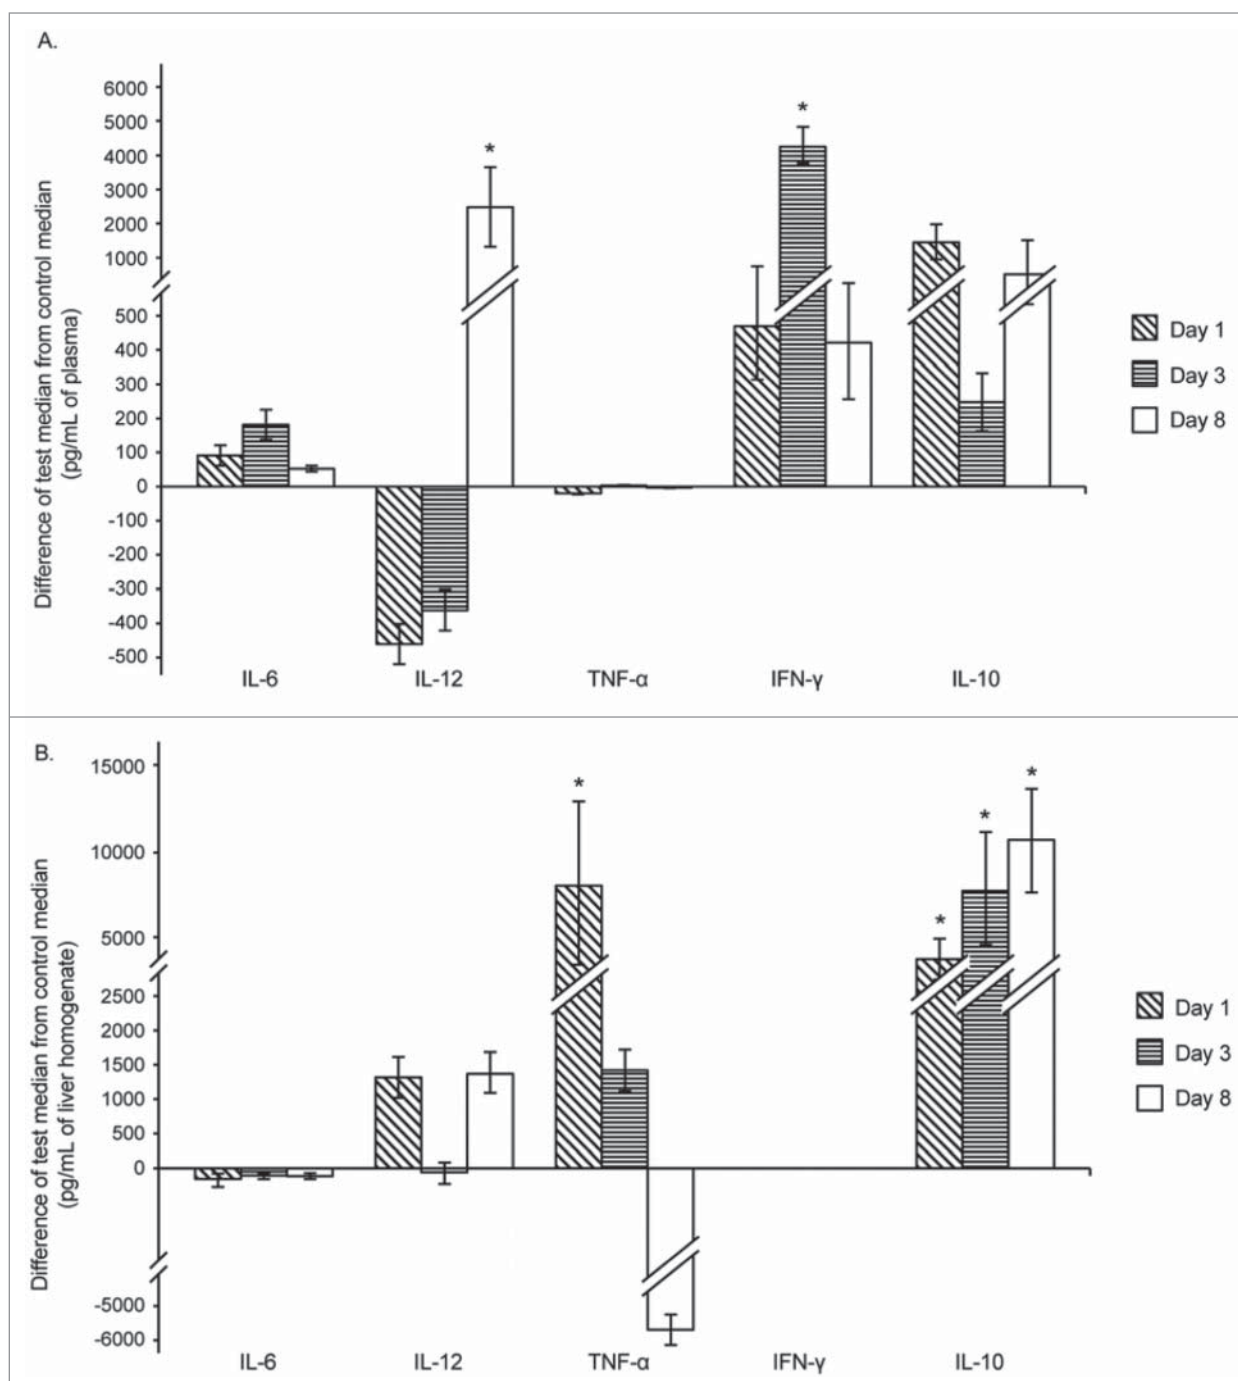 A.
Difference of test median from control median
(pg/mL of plasma)
6000
5000
4000
3000
2000
1000
500
400
300
200
100
0
-100
-200
-300
-400
-500
*
*
IL-6 IL-12 TNF-α IFN-γ IL-10
Day 1
Day 3
Day 8
B.
Difference of test median from control median
(pg/mL of liver homogenate)
15000
10000
5000
2500
2000
1500
1000
500
0
-5000
-6000
*
*
*
*
IL-6 IL-12 TNF-α IFN-γ IL-10
Day 1
Day 3
Day 8